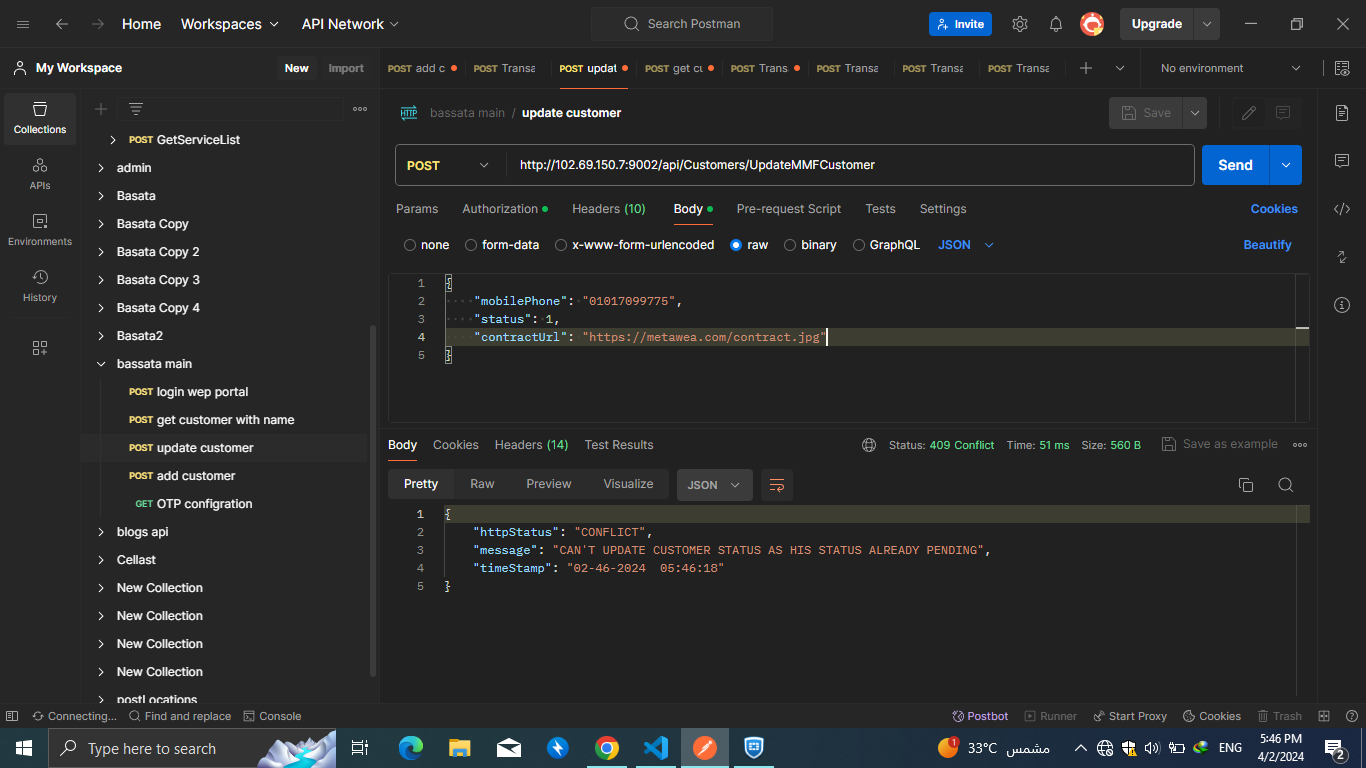 Home Workspaces API Network Search Postman Invite Upgrade
My Workspace New Import POST add c POST Transa POST updat POST get cu POST Trans POST Transa POST Transa POST Transa No environment
Collections
APIs
Environments
History
POST GetServiceList
admin
Basata
Basata Copy
Basata Copy 2
Basata Copy 3
Basata Copy 4
Basata2
bassata main
POST login wep portal
POST get customer with name
POST update customer
POST add customer
GET OTP configration
blogs api
Cellast
New Collection
New Collection
New Collection
New Collection
postLocations
HTTP bassata main / update customer Save
POST http://102.69.150.7:9002/api/Customers/UpdateMMFCustomer Send
Params Authorization Headers (10) Body Pre-request Script Tests Settings Cookies
none form-data x-www-form-urlencoded raw binary GraphQL JSON Beautify
1 {
2 "mobilePhone": "01017099775",
3 "status": 1,
4 "contractUrl": "https://metawea.com/contract.jpg"
5 }
Body Cookies Headers (14) Test Results Status: 409 Conflict Time: 51 ms Size: 560 B Save as example
Pretty Raw Preview Visualize JSON
1 {
2 "httpStatus": "CONFLICT",
3 "message": "CAN'T UPDATE CUSTOMER STATUS AS HIS STATUS ALREADY PENDING",
4 "timeStamp": "02-46-2024  05:46:18"
5 }
Connecting... Find and replace Console Postbot Runner Start Proxy Cookies Trash
Type here to search 1 33°C مشمس ENG 5:46 PM
4/2/2024 2